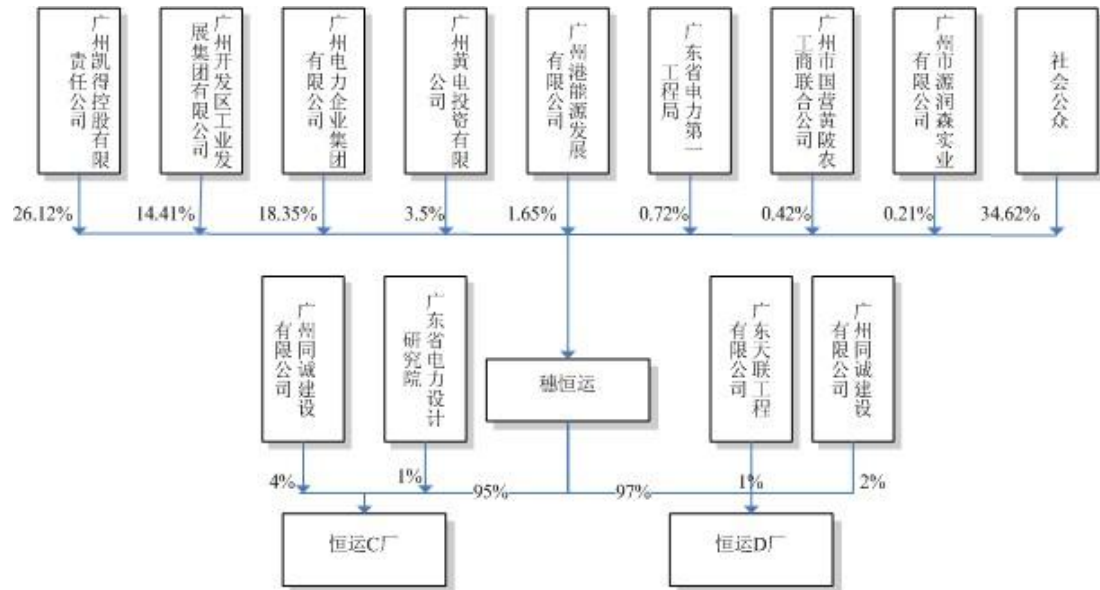 广州凯得控股有限
责任公司
广州开发区工业发
展集团有限公司
广州电力企业集团
有限公司
广州黄电投资有限
公司
广州港能源发展
有限公司
广东省电力第一
工程局
广州市国营黄陂农
工商联合公司
广州市源润森实业
有限公司
社会公众
26.12%
14.41%
18.35%
3.5%
1.65%
0.72%
0.42%
0.21%
34.62%
广州同诚建设
有限公司
广东省电力设计
研究院
穗恒运
广东天联工程
有限公司
广州同诚建设
有限公司
4%
1%
95%
97%
1%
2%
恒运C厂
恒运D厂